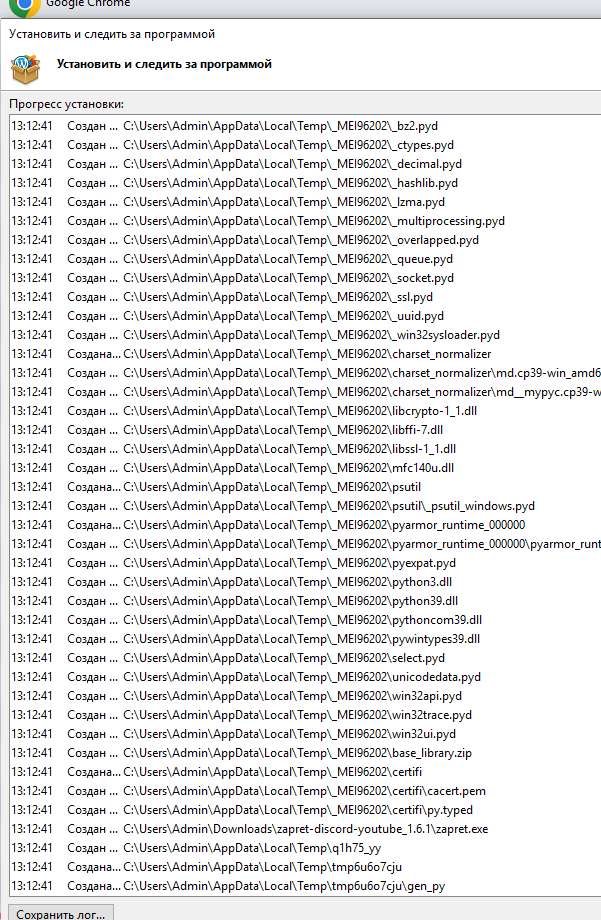 Google Chrome
Установить и следить за программой
Установить и следить за программой
Прогресс установки:
13:12:41 Создан ... C:\Users\Admin\AppData\Local\Temp\_MEI96202\_bz2.pyd
13:12:41 Создан ... C:\Users\Admin\AppData\Local\Temp\_MEI96202\_ctypes.pyd
13:12:41 Создан ... C:\Users\Admin\AppData\Local\Temp\_MEI96202\_decimal.pyd
13:12:41 Создан ... C:\Users\Admin\AppData\Local\Temp\_MEI96202\_hashlib.pyd
13:12:41 Создан ... C:\Users\Admin\AppData\Local\Temp\_MEI96202\_lzma.pyd
13:12:41 Создан ... C:\Users\Admin\AppData\Local\Temp\_MEI96202\_multiprocessing.pyd
13:12:41 Создан ... C:\Users\Admin\AppData\Local\Temp\_MEI96202\_overlapped.pyd
13:12:41 Создан ... C:\Users\Admin\AppData\Local\Temp\_MEI96202\_queue.pyd
13:12:41 Создан ... C:\Users\Admin\AppData\Local\Temp\_MEI96202\_socket.pyd
13:12:41 Создан ... C:\Users\Admin\AppData\Local\Temp\_MEI96202\_ssl.pyd
13:12:41 Создан ... C:\Users\Admin\AppData\Local\Temp\_MEI96202\_uuid.pyd
13:12:41 Создан ... C:\Users\Admin\AppData\Local\Temp\_MEI96202\_win32sysloader.pyd
13:12:41 Создана... C:\Users\Admin\AppData\Local\Temp\_MEI96202\charset_normalizer
13:12:41 Создан ... C:\Users\Admin\AppData\Local\Temp\_MEI96202\charset_normalizer\md.cp39-win_amd6
13:12:41 Создан ... C:\Users\Admin\AppData\Local\Temp\_MEI96202\charset_normalizer\md__mypyc.cp39-w
13:12:41 Создан ... C:\Users\Admin\AppData\Local\Temp\_MEI96202\libcrypto-1_1.dll
13:12:41 Создан ... C:\Users\Admin\AppData\Local\Temp\_MEI96202\libffi-7.dll
13:12:41 Создан ... C:\Users\Admin\AppData\Local\Temp\_MEI96202\libssl-1_1.dll
13:12:41 Создан ... C:\Users\Admin\AppData\Local\Temp\_MEI96202\mfc140u.dll
13:12:41 Создана... C:\Users\Admin\AppData\Local\Temp\_MEI96202\psutil
13:12:41 Создан ... C:\Users\Admin\AppData\Local\Temp\_MEI96202\psutil\_psutil_windows.pyd
13:12:41 Создана... C:\Users\Admin\AppData\Local\Temp\_MEI96202\pyarmor_runtime_000000
13:12:41 Создан ... C:\Users\Admin\AppData\Local\Temp\_MEI96202\pyarmor_runtime_000000\pyarmor_runt
13:12:41 Создан ... C:\Users\Admin\AppData\Local\Temp\_MEI96202\pyexpat.pyd
13:12:41 Создан ... C:\Users\Admin\AppData\Local\Temp\_MEI96202\python3.dll
13:12:41 Создан ... C:\Users\Admin\AppData\Local\Temp\_MEI96202\python39.dll
13:12:41 Создан ... C:\Users\Admin\AppData\Local\Temp\_MEI96202\pythoncom39.dll
13:12:41 Создан ... C:\Users\Admin\AppData\Local\Temp\_MEI96202\pywintypes39.dll
13:12:41 Создан ... C:\Users\Admin\AppData\Local\Temp\_MEI96202\select.pyd
13:12:41 Создан ... C:\Users\Admin\AppData\Local\Temp\_MEI96202\unicodedata.pyd
13:12:41 Создан ... C:\Users\Admin\AppData\Local\Temp\_MEI96202\win32api.pyd
13:12:41 Создан ... C:\Users\Admin\AppData\Local\Temp\_MEI96202\win32trace.pyd
13:12:41 Создан ... C:\Users\Admin\AppData\Local\Temp\_MEI96202\win32ui.pyd
13:12:41 Создан ... C:\Users\Admin\AppData\Local\Temp\_MEI96202\base_library.zip
13:12:41 Создана... C:\Users\Admin\AppData\Local\Temp\_MEI96202\certifi
13:12:41 Создан ... C:\Users\Admin\AppData\Local\Temp\_MEI96202\certifi\cacert.pem
13:12:41 Создан ... C:\Users\Admin\AppData\Local\Temp\_MEI96202\certifi\py.typed
13:12:41 Создан ... C:\Users\Admin\Downloads\zapret-discord-youtube_1.6.1\zapret.exe
13:12:41 Создан ... C:\Users\Admin\AppData\Local\Temp\q1h75_yy
13:12:41 Создана... C:\Users\Admin\AppData\Local\Temp\tmp6u6o7cju
13:12:41 Создана... C:\Users\Admin\AppData\Local\Temp\tmp6u6o7cju\gen_py
Сохранить лог...